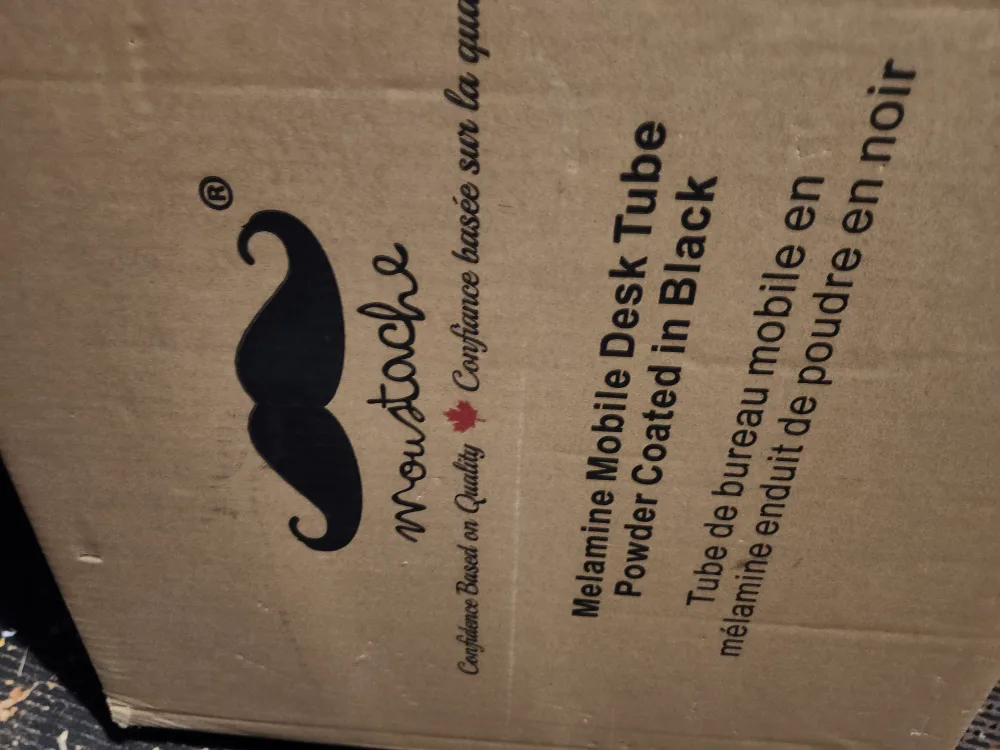 ®
moustache
Confidence Based on Quality Confiance basée sur la qua
Melamine Mobile Desk Tube
Powder Coated in Black
Tube de bureau mobile en
mélamine enduit de poudre en noir